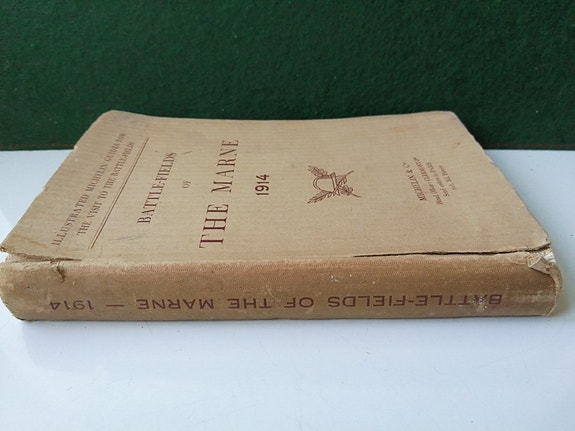 ILLUSTRATED MICHELIN GUIDES FOR
THE VISIT TO THE BATTLE-FIELDS
BATTLE-FIELDS
OF
THE MARNE
1914
MICHELIN & Cie
BATTLE-FIELDS OF THE MARNE — 1914